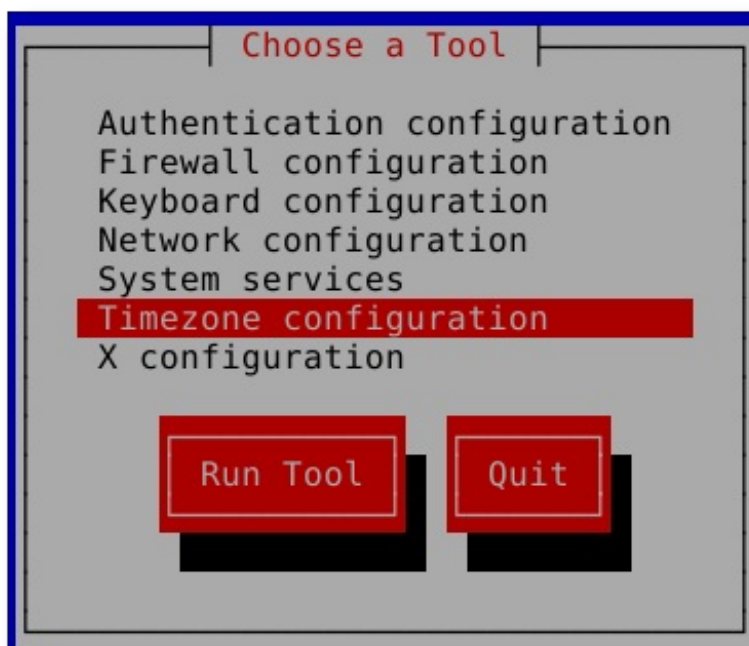 Choose a Tool
Authentication configuration
Firewall configuration
Keyboard configuration
Network configuration
System services
Timezone configuration
X configuration
Run Tool Quit